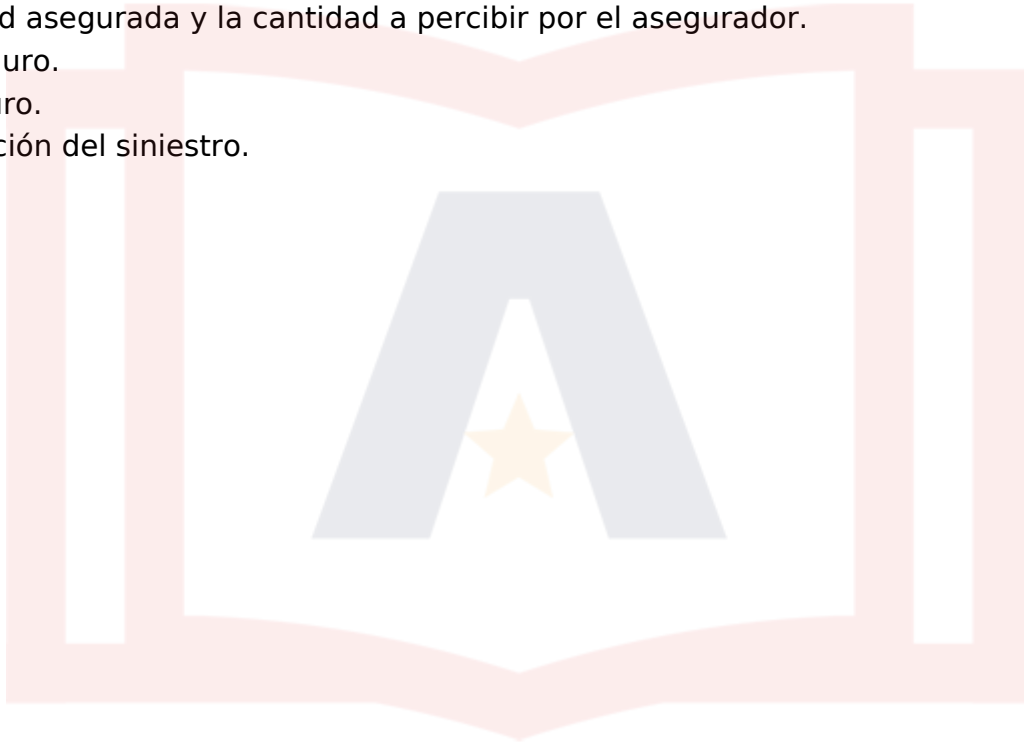 d asegurada y la cantidad a percibir por el asegurador.
uro.
uro.
ción del siniestro.